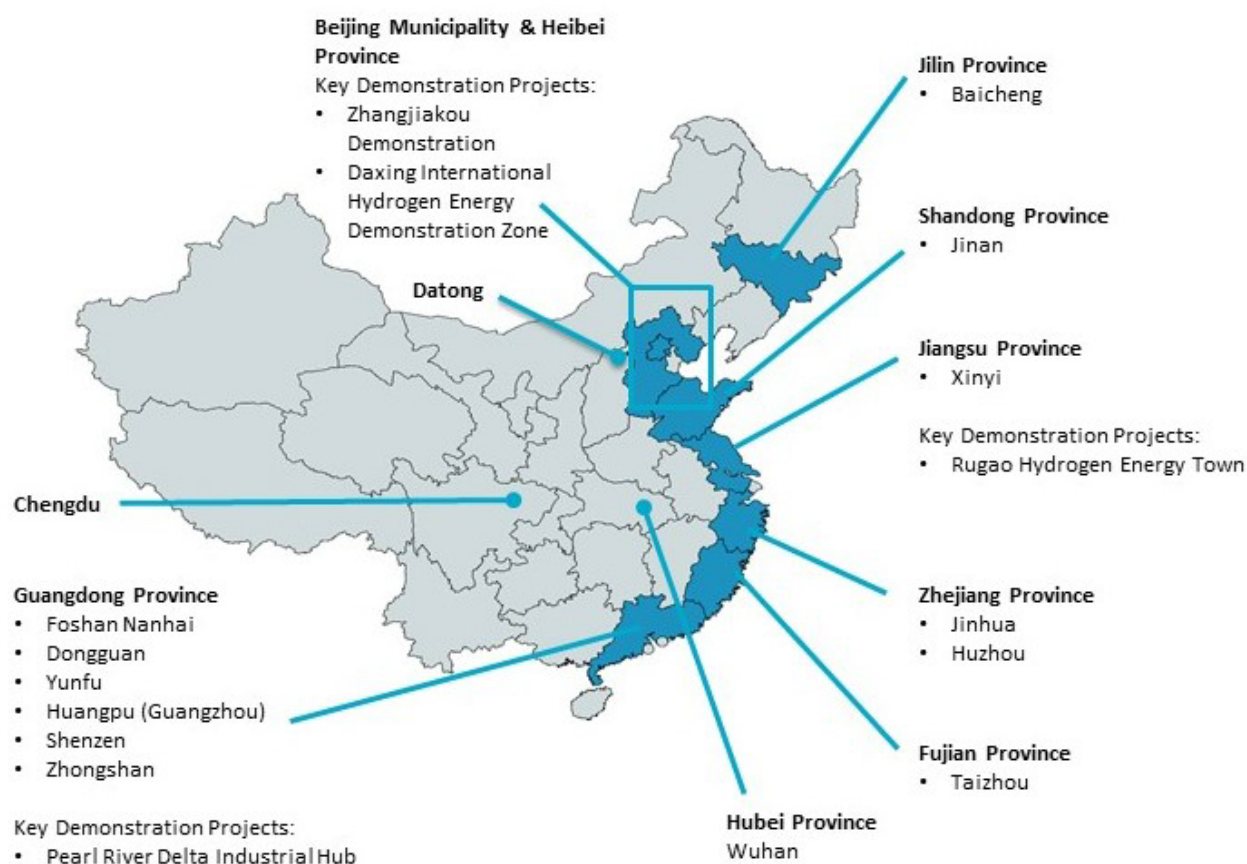 Beijing Municipality & Heibei
Province
Key Demonstration Projects:
• Zhangjiakou
Demonstration
• Daxing International
Hydrogen Energy
Demonstration Zone
Datong
Chengdu
Guangdong Province
• Foshan Nanhai
• Dongguan
• Yunfu
• Huangpu (Guangzhou)
• Shenzen
• Zhongshan
Key Demonstration Projects:
• Pearl River Delta Industrial Hub
Jilin Province
• Baicheng
Shandong Province
• Jinan
Jiangsu Province
• Xinyi
Key Demonstration Projects:
• Rugao Hydrogen Energy Town
Zhejiang Province
• Jinhua
• Huzhou
Fujian Province
• Taizhou
Hubei Province
Wuhan